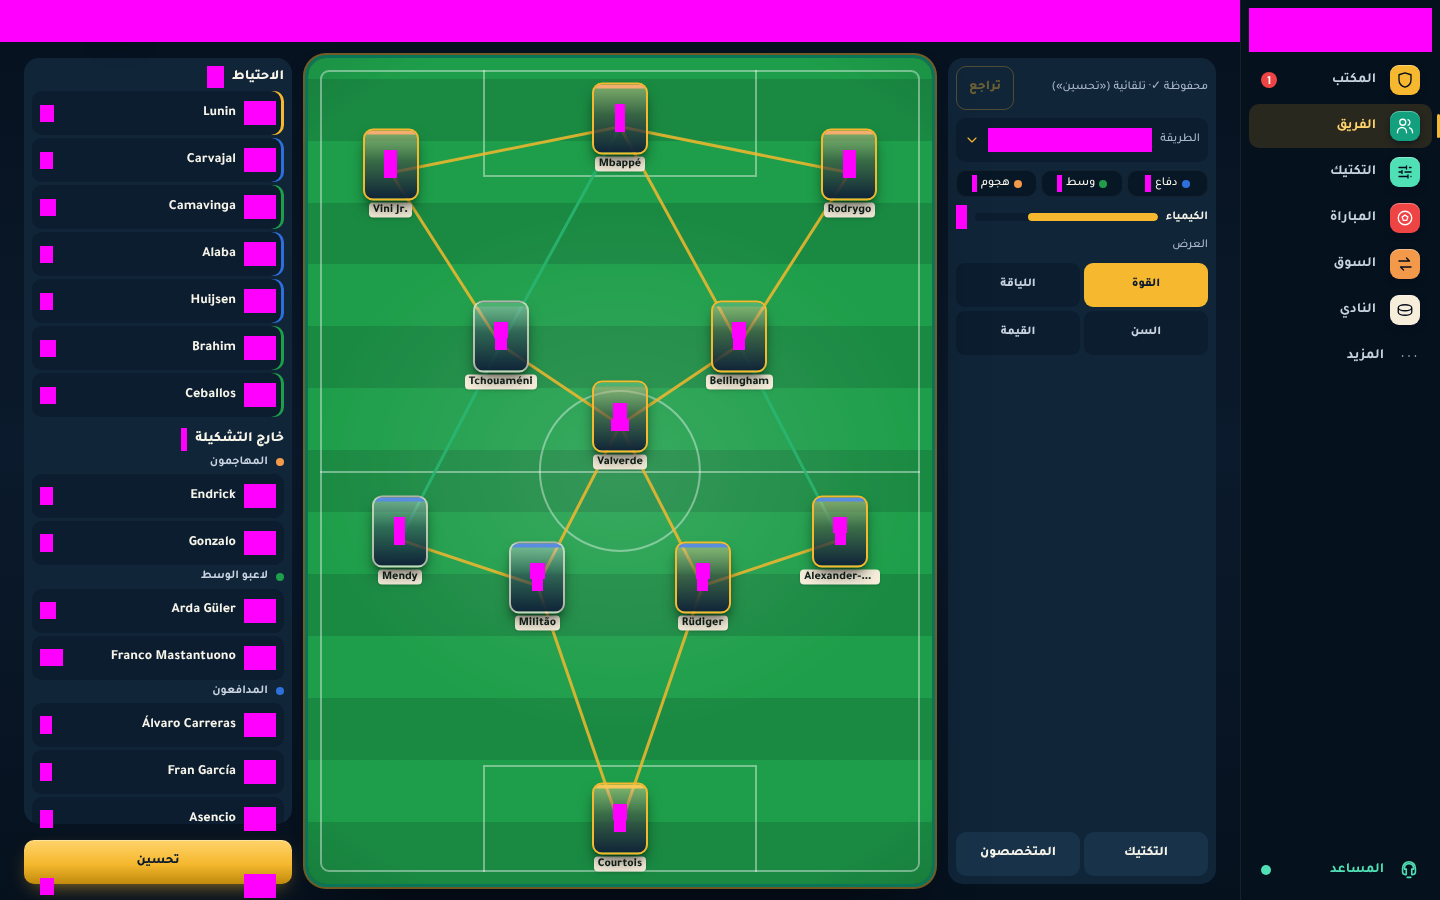 المكتب
1
الفريق
التكتيك
المباراة
السوق
النادي
المزيد
المساعد
محفوظة ✓· تلقائية («تحسين»)
تراجع
الطريقة
دفاع
وسط
هجوم
الكيمياء
العرض
القوة
اللياقة
السن
القيمة
التكتيك
المتخصصون
Mbappé
Vini Jr.
Rodrygo
Tchouaméni
Bellingham
Valverde
Mendy
Alexander-...
Militão
Rüdiger
Courtois
الاحتياط
Lunin
Carvajal
Camavinga
Alaba
Huijsen
Brahim
Ceballos
خارج التشكيلة
المهاجمون
Endrick
Gonzalo
لاعبو الوسط
Arda Güler
Franco Mastantuono
المدافعون
Álvaro Carreras
Fran García
Asencio
تحسين